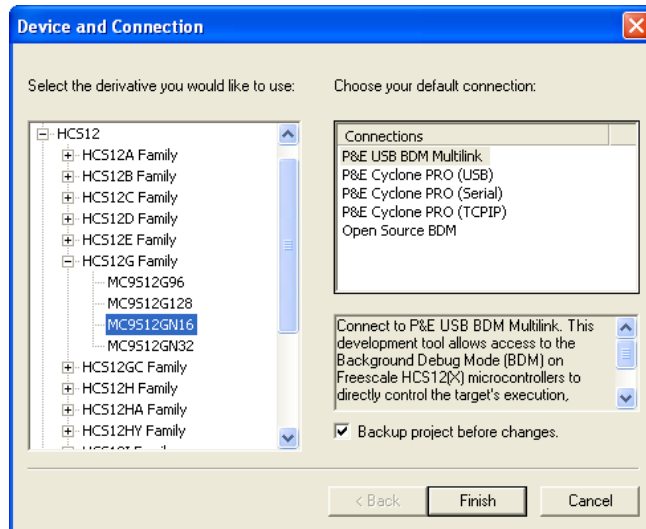 Device and Connection
Select the derivative you would like to use:
HCS12
HCS12A Family
HCS12B Family
HCS12C Family
HCS12D Family
HCS12E Family
HCS12G Family
MC9S12G96
MC9S12G128
MC9S12GN16
MC9S12GN32
HCS12GC Family
HCS12H Family
HCS12HA Family
HCS12HY Family
Choose your default connection:
Connections
P&E USB BDM Multilink
P&E Cyclone PRO (USB)
P&E Cyclone PRO (Serial)
P&E Cyclone PRO (TCPIP)
Open Source BDM
Connect to P&E USB BDM Multilink. This
development tool allows access to the
Background Debug Mode (BDM) on
Freescale HCS12(X) microcontrollers to
directly control the target's execution,
Backup project before changes.
< Back
Finish
Cancel